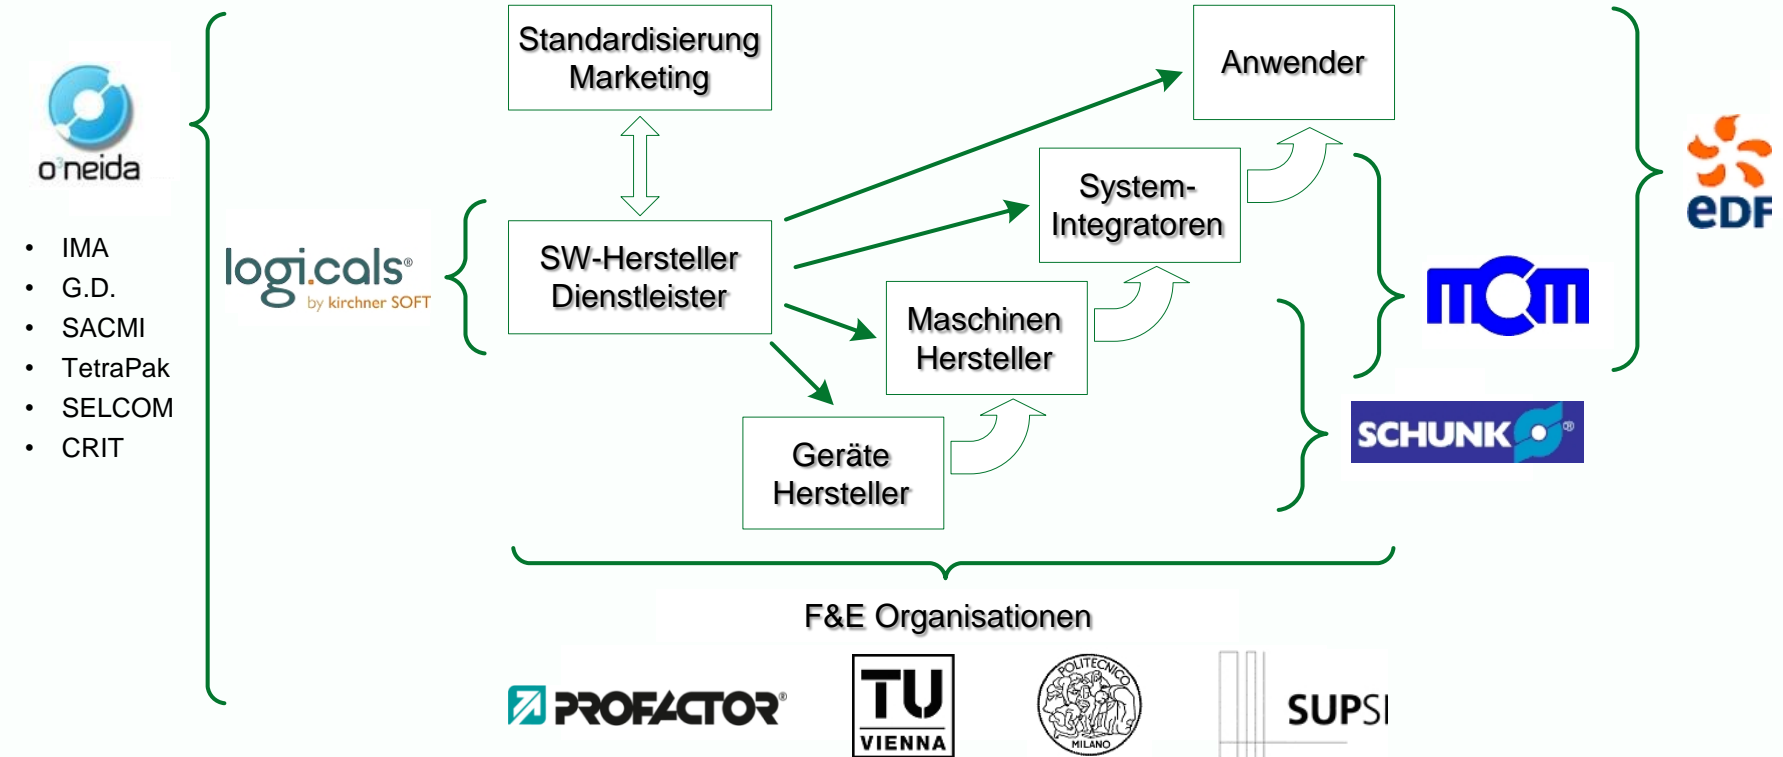 o³neida
• IMA
• G.D.
• SACMI
• TetraPak
• SELCOM
• CRIT
logi.cals®
by kirchner SOFT
Standardisierung
Marketing
SW-Hersteller
Dienstleister
Anwender
System-
Integratoren
Maschinen
Hersteller
Geräte
Hersteller
eDF
mcm
SCHUNK®
F&E Organisationen
PROFACTOR®
TU
VIENNA
POLITECNICO
MILANO
SUPSI